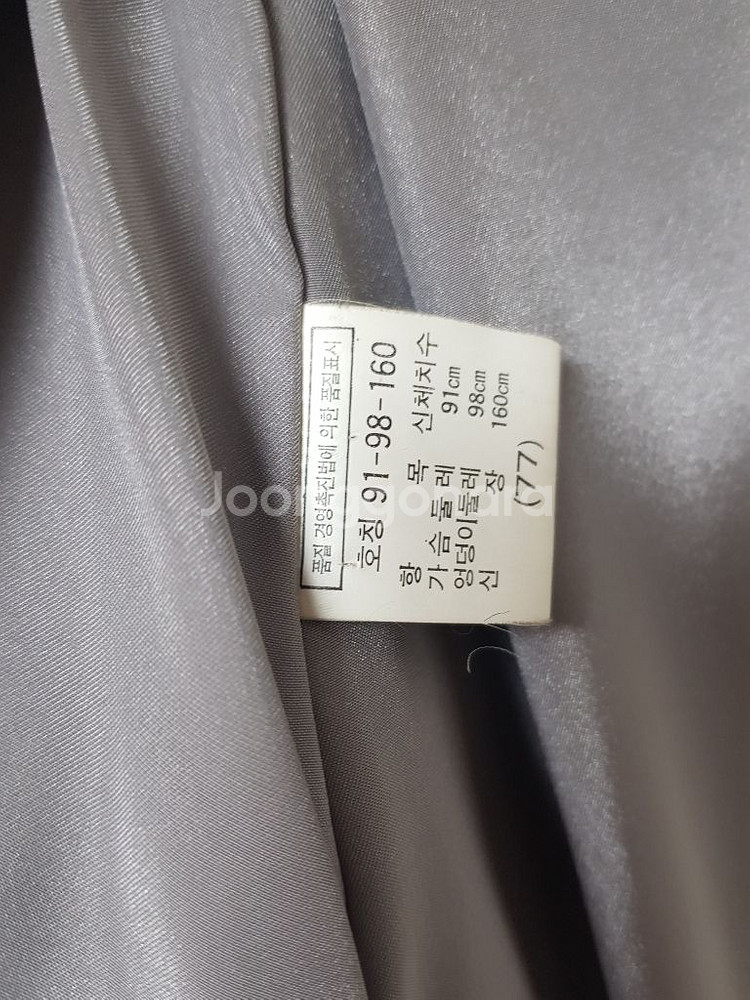 품질경영촉진법에 의한 품질표시
호칭 91-98-160
항 목 신체치수
가슴둘레 91cm
엉덩이둘레 98cm
신 장 160cm
(77)
Joonggonara